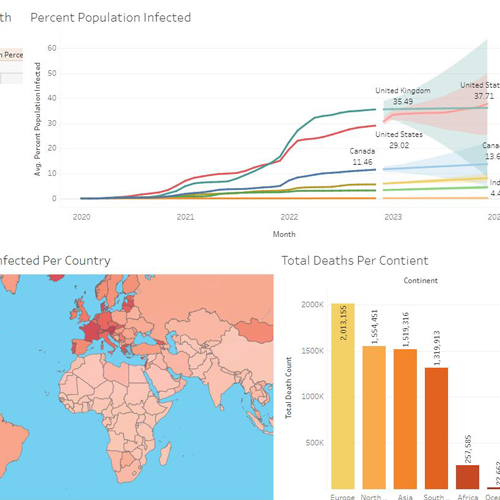 th
Percent Population Infected
n Perce
Avg. Percent Population Infected
60
50
40
30
20
10
0
United Kingdom
35.49
United Stat
37.71
United States
29.02
Canada
11.46
Cana
13.6
Ind
4.4
2020
2021
2022
2023
202
Month
nfected Per Country
Total Deaths Per Contient
Continent
Total Death Count
2000K
1500K
1000K
500K
2,013,155
1,554,451
1,519,316
1,319,913
257,585
Europe
North..
Asia
South..
Africa